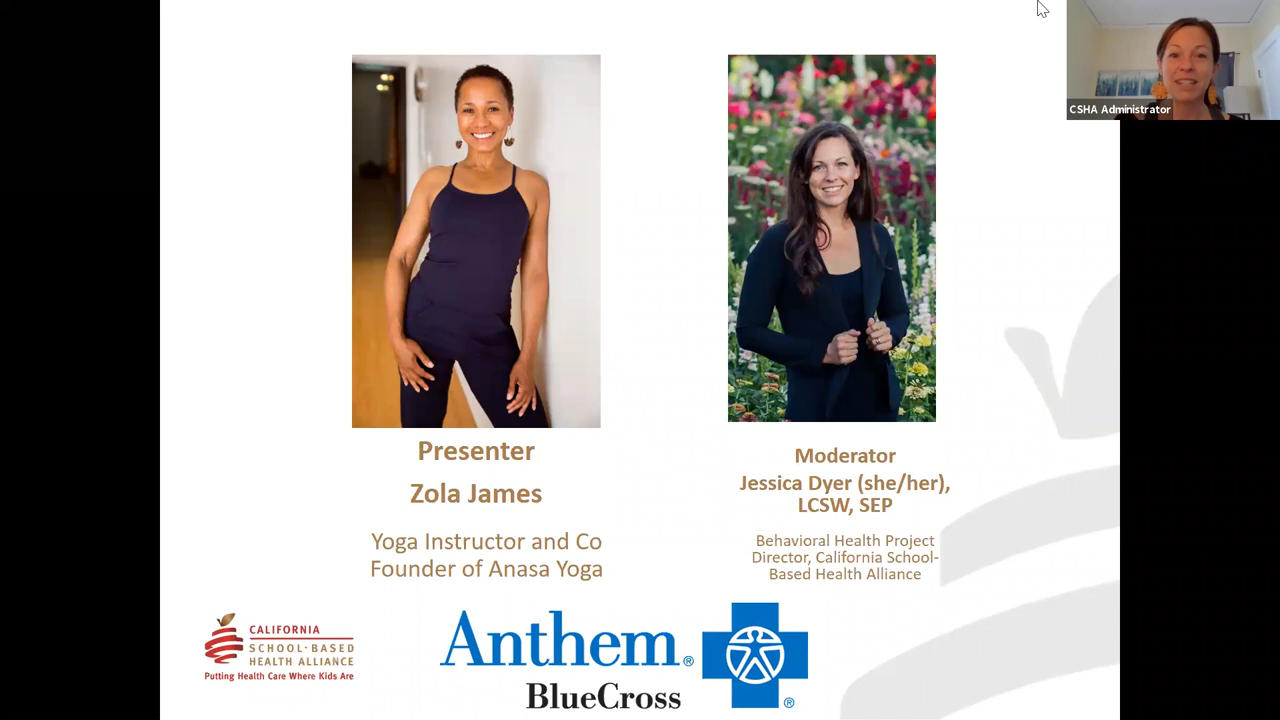 CSHA Administrator
Presenter
Zola James
Yoga Instructor and Co
Founder of Anasa Yoga
Moderator
Jessica Dyer (she/her),
LCSW, SEP
Behavioral Health Project
Director, California School-
Based Health Alliance
CALIFORNIA
SCHOOL-BASED
HEALTH ALLIANCE
Putting Health Care Where Kids Are
Anthem®
BlueCross
®